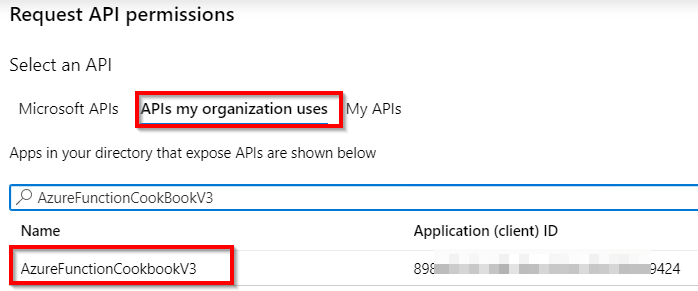 Request API permissions
Select an API
Microsoft APIs APIs my organization uses My APIs
Apps in your directory that expose APIs are shown below
AzureFunctionCookBookV3
Name Application (client) ID
AzureFunctionCookbookV3 898 9424